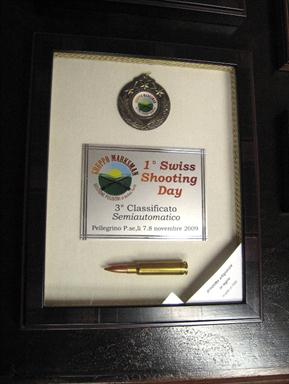 GRUPPO MARKSMAN
1° Swiss
Shooting
Day
3° Classificato
Semiautomatico
Pellegrino P.se,li 7.8 novembre 2009